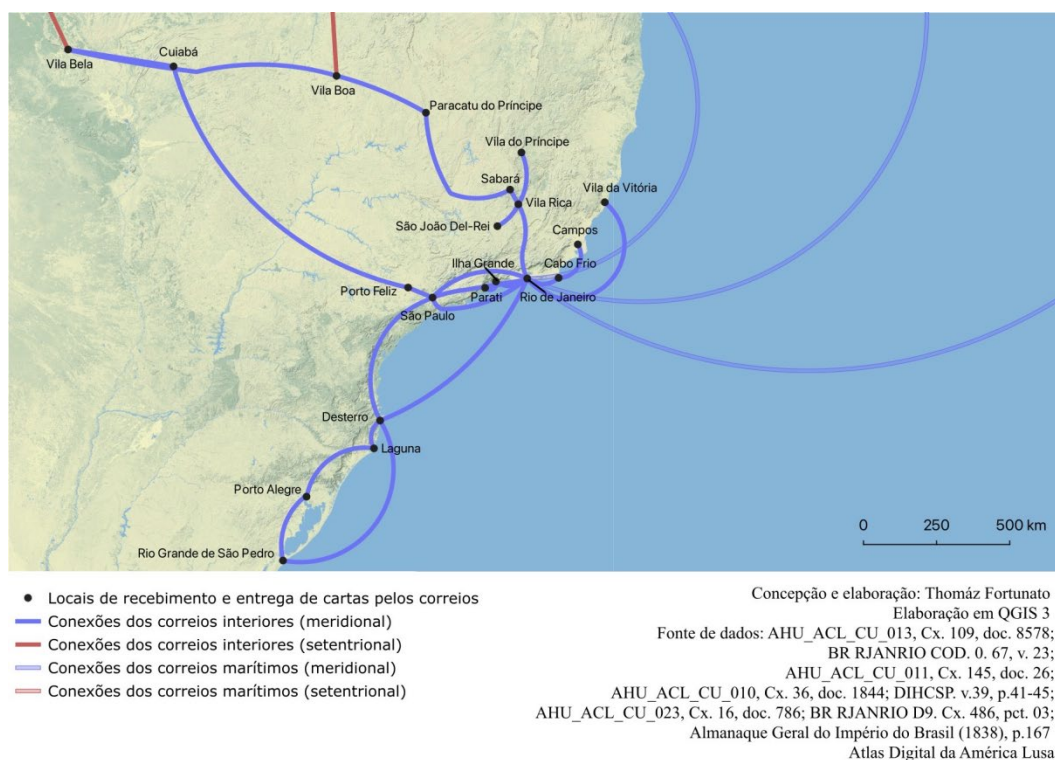 Cuiabá
Vila Bela
Vila Boa
Paracatu do Príncipe
Vila do Príncipe
Sabará
Vila da Vitória
Vila Rica
São João Del-Rei
Campos
Ilha Grande
Cabo Frio
Porto Feliz
Parati
Rio de Janeiro
São Paulo
Desterro
Laguna
Porto Alegre
Rio Grande de São Pedro
0 250 500 km
Locais de recebimento e entrega de cartas pelos correios
Conexões dos correios interiores (meridional)
Conexões dos correios interiores (setentrional)
Conexões dos correios marítimos (meridional)
Conexões dos correios marítimos (setentrional)
Concepção e elaboração: Thomáz Fortunato
Elaboração em QGIS 3
Fonte de dados: AHU_ACL_CU_013, Cx. 109, doc. 8578;
BR RJANRIO COD. 0. 67, v. 23;
AHU_ACL_CU_011, Cx. 145, doc. 26;
AHU_ACL_CU_010, Cx. 36, doc. 1844; DIHCSP. v.39, p.41-45;
AHU_ACL_CU_023, Cx. 16, doc. 786; BR RJANRIO D9. Cx. 486, pct. 03;
Almanaque Geral do Império do Brasil (1838), p.167
Atlas Digital da América Lusa